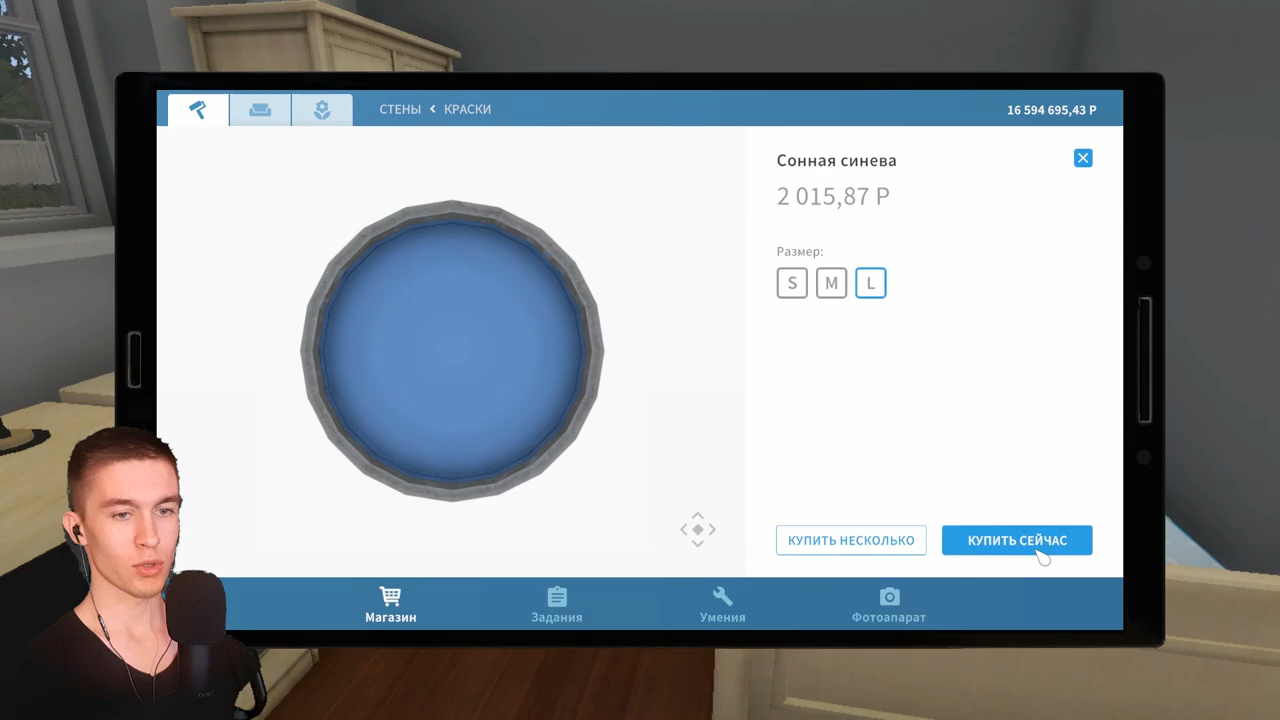 СТЕНЫ < КРАСКИ
16 594 695,43 Р
Сонная синева
2 015,87 Р
Размер:
S M L
КУПИТЬ НЕСКОЛЬКО
КУПИТЬ СЕЙЧАС
Магазин
Задания
Умения
Фотоапарат